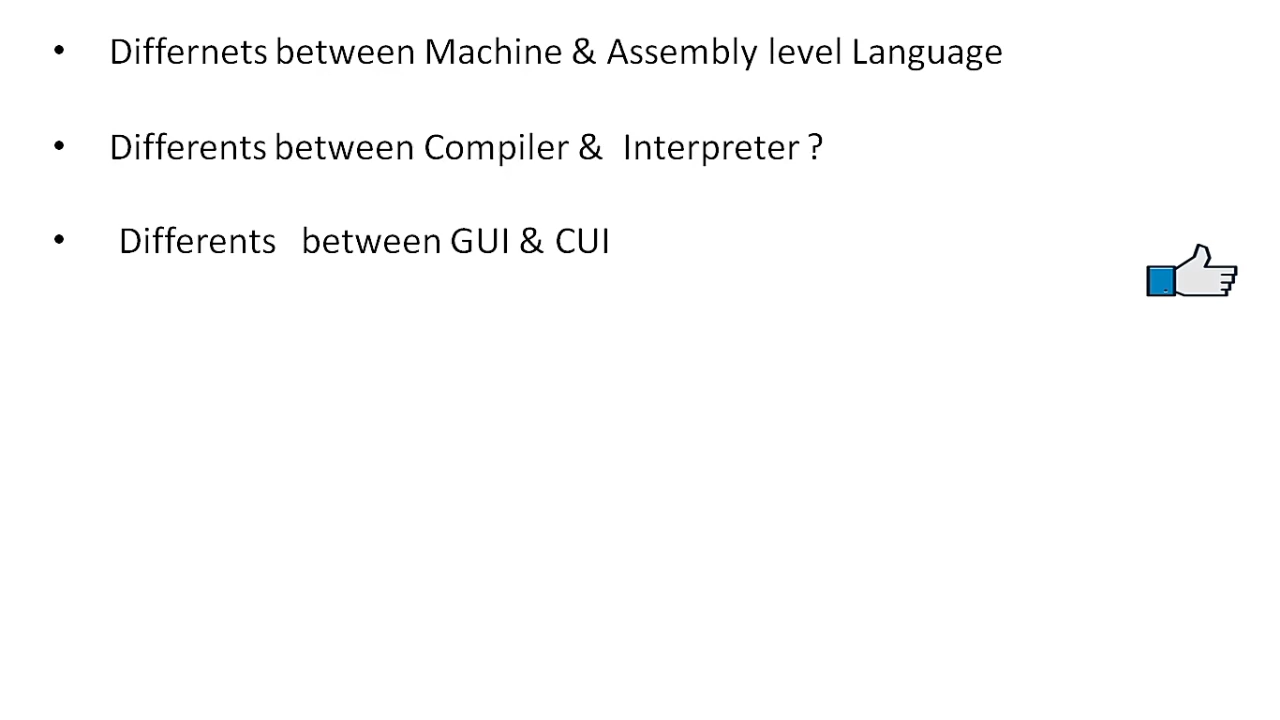 • Differnets between Machine & Assembly level Language
• Differents between Compiler & Interpreter ?
• Differents between GUI & CUI